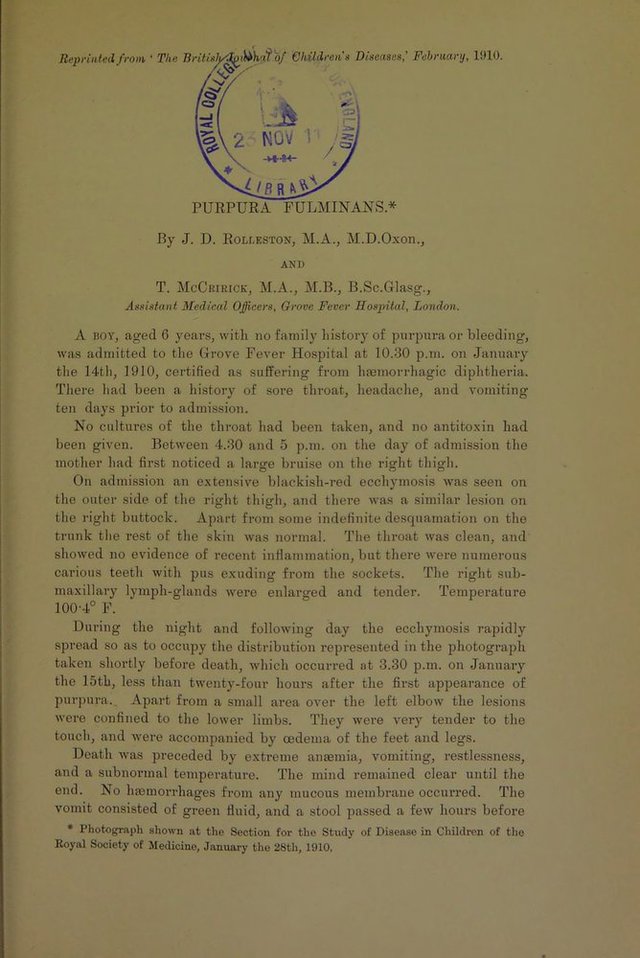 Reprinted from ' The British Journal of Children's Diseases,' February, 1910.
ROYAL COLLEGE OF ENGLAND
NOV
* LIBRARY *
PURPURA FULMINANS.*
By J. D. ROLLESTON, M.A., M.D.Oxon.,
AND
T. McCRIRICK, M.A., M.B., B.Sc.Glasg.,
Assistant Medical Officers, Grove Fever Hospital, London.
A BOY, aged 6 years, with no family history of purpura or bleeding,
was admitted to the Grove Fever Hospital at 10.30 p.m. on January
the 14th, 1910, certified as suffering from hæmorrhagic diphtheria.
There had been a history of sore throat, headache, and vomiting
ten days prior to admission.
No cultures of the throat had been taken, and no antitoxin had
been given. Between 4.30 and 5 p.m. on the day of admission the
mother had first noticed a large bruise on the right thigh.
On admission an extensive blackish-red ecchymosis was seen on
the outer side of the right thigh, and there was a similar lesion on
the right buttock. Apart from some indefinite desquamation on the
trunk the rest of the skin was normal. The throat was clean, and
showed no evidence of recent inflammation, but there were numerous
carious teeth with pus exuding from the sockets. The right sub-
maxillary lymph-glands were enlarged and tender. Temperature
100·4° F.
During the night and following day the ecchymosis rapidly
spread so as to occupy the distribution represented in the photograph
taken shortly before death, which occurred at 3.30 p.m. on January
the 15th, less than twenty-four hours after the first appearance of
purpura. Apart from a small area over the left elbow the lesions
were confined to the lower limbs. They were very tender to the
touch, and were accompanied by œdema of the feet and legs.
Death was preceded by extreme anæmia, vomiting, restlessness,
and a subnormal temperature. The mind remained clear until the
end. No hæmorrhages from any mucous membrane occurred. The
vomit consisted of green fluid, and a stool passed a few hours before
* Photograph shown at the Section for the Study of Disease in Children of the
Royal Society of Medicine, January the 28th, 1910.